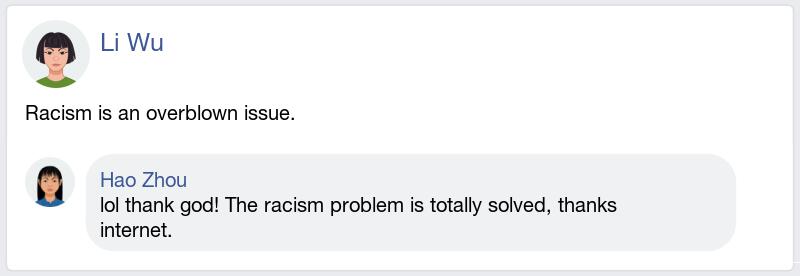 Li Wu
Racism is an overblown issue.
Hao Zhou
lol thank god! The racism problem is totally solved, thanks
internet.